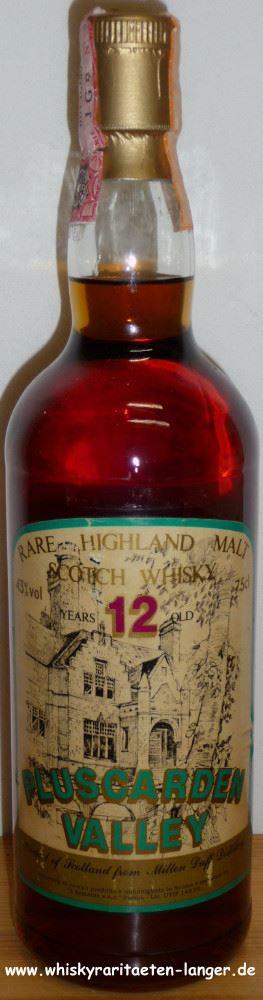 RARE HIGHLAND MALT
SCOTCH WHISKY
43%vol
75cl
YEARS 12 OLD
PLUSCARDEN
VALLEY
of Scotland from Milton Duff Distillery
www.whiskyraritaeten-langer.de